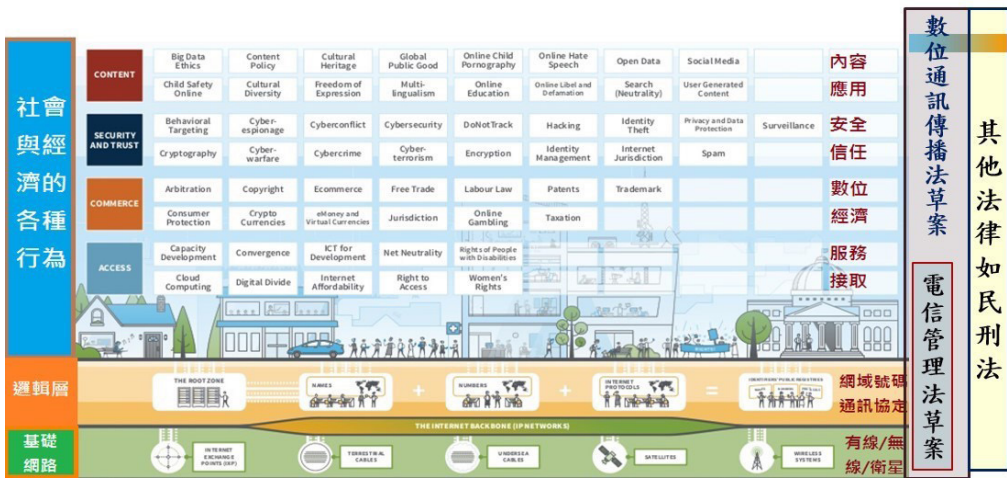 社會
與經
濟的
各種
行為
CONTENT
Big Data Ethics
Content Policy
Cultural Heritage
Global Public Good
Online Child Pornography
Online Hate Speech
Open Data
Social Media
內容
Child Safety Online
Cultural Diversity
Freedom of Expression
Multi-lingualism
Online Education
Online Libel and Defamation
Search (Neutrality)
User Generated Content
應用
SECURITY AND TRUST
Behavioral Targeting
Cyber-espionage
Cyberconflict
Cybersecurity
DoNotTrack
Hacking
Identity Theft
Privacy and Data Protection
Surveillance
安全
Cryptography
Cyber-warfare
Cybercrime
Cyber-terrorism
Encryption
Identity Management
Internet Jurisdiction
Spam
信任
COMMERCE
Arbitration
Copyright
Ecommerce
Free Trade
Labour Law
Patents
Trademark
數位
Consumer Protection
Crypto Currencies
eMoney and Virtual Currencies
Jurisdiction
Online Gambling
Taxation
經濟
ACCESS
Capacity Development
Convergence
ICT for Development
Net Neutrality
Rights of People with Disabilities
服務
Cloud Computing
Digital Divide
Internet Affordability
Right to Access
Women's Rights
接取
邏輯層
THE ROOT ZONE
NAMES
+
NUMBERS
+
INTERNET PROTOCOLS
=
網域號碼
通訊協定
基礎
網路
THE INTERNET BACKBONE (IP NETWORKS)
INTERNET EXCHANGE POINTS (IXP)
TERRESTRIAL CABLES
UNDERSEA CABLES
SATELLITES
WIRELESS SYSTEMS
有線/無
線/衛星
數位通訊傳播法草案
電信管理法草案
其他法律如民刑法